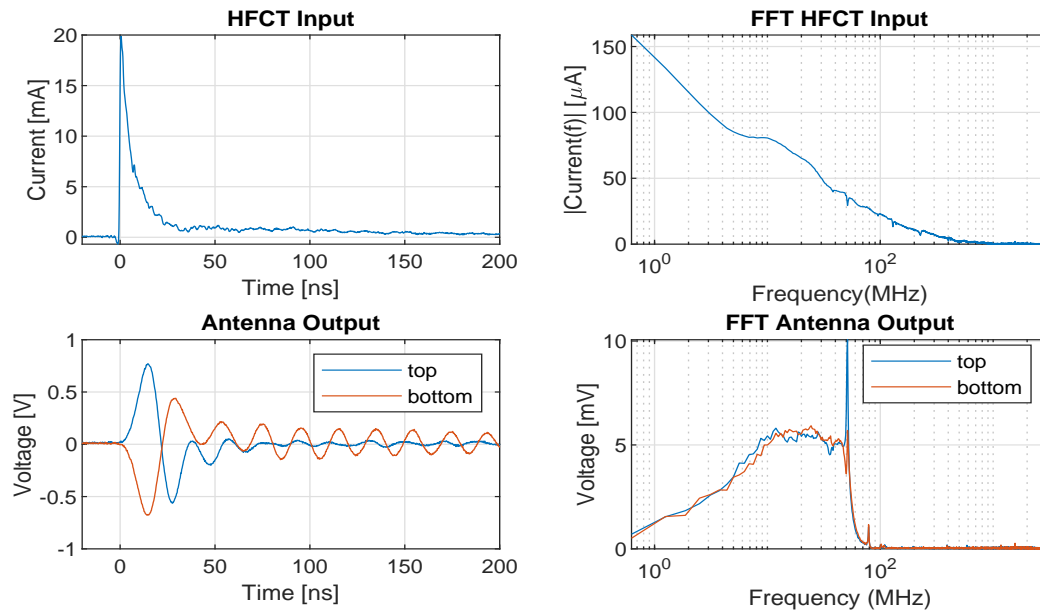 HFCT Input
20
15
10
5
0
Current [mA]
0
50
100
150
200
Time [ns]
FFT HFCT Input
150
100
50
0
|Current(f)| [μA]
10^0
10^2
Frequency(MHz)
Antenna Output
1
0.5
0
-0.5
-1
Voltage [V]
top
bottom
0
50
100
150
200
Time [ns]
FFT Antenna Output
10
5
0
Voltage [mV]
top
bottom
10^0
10^2
Frequency (MHz)